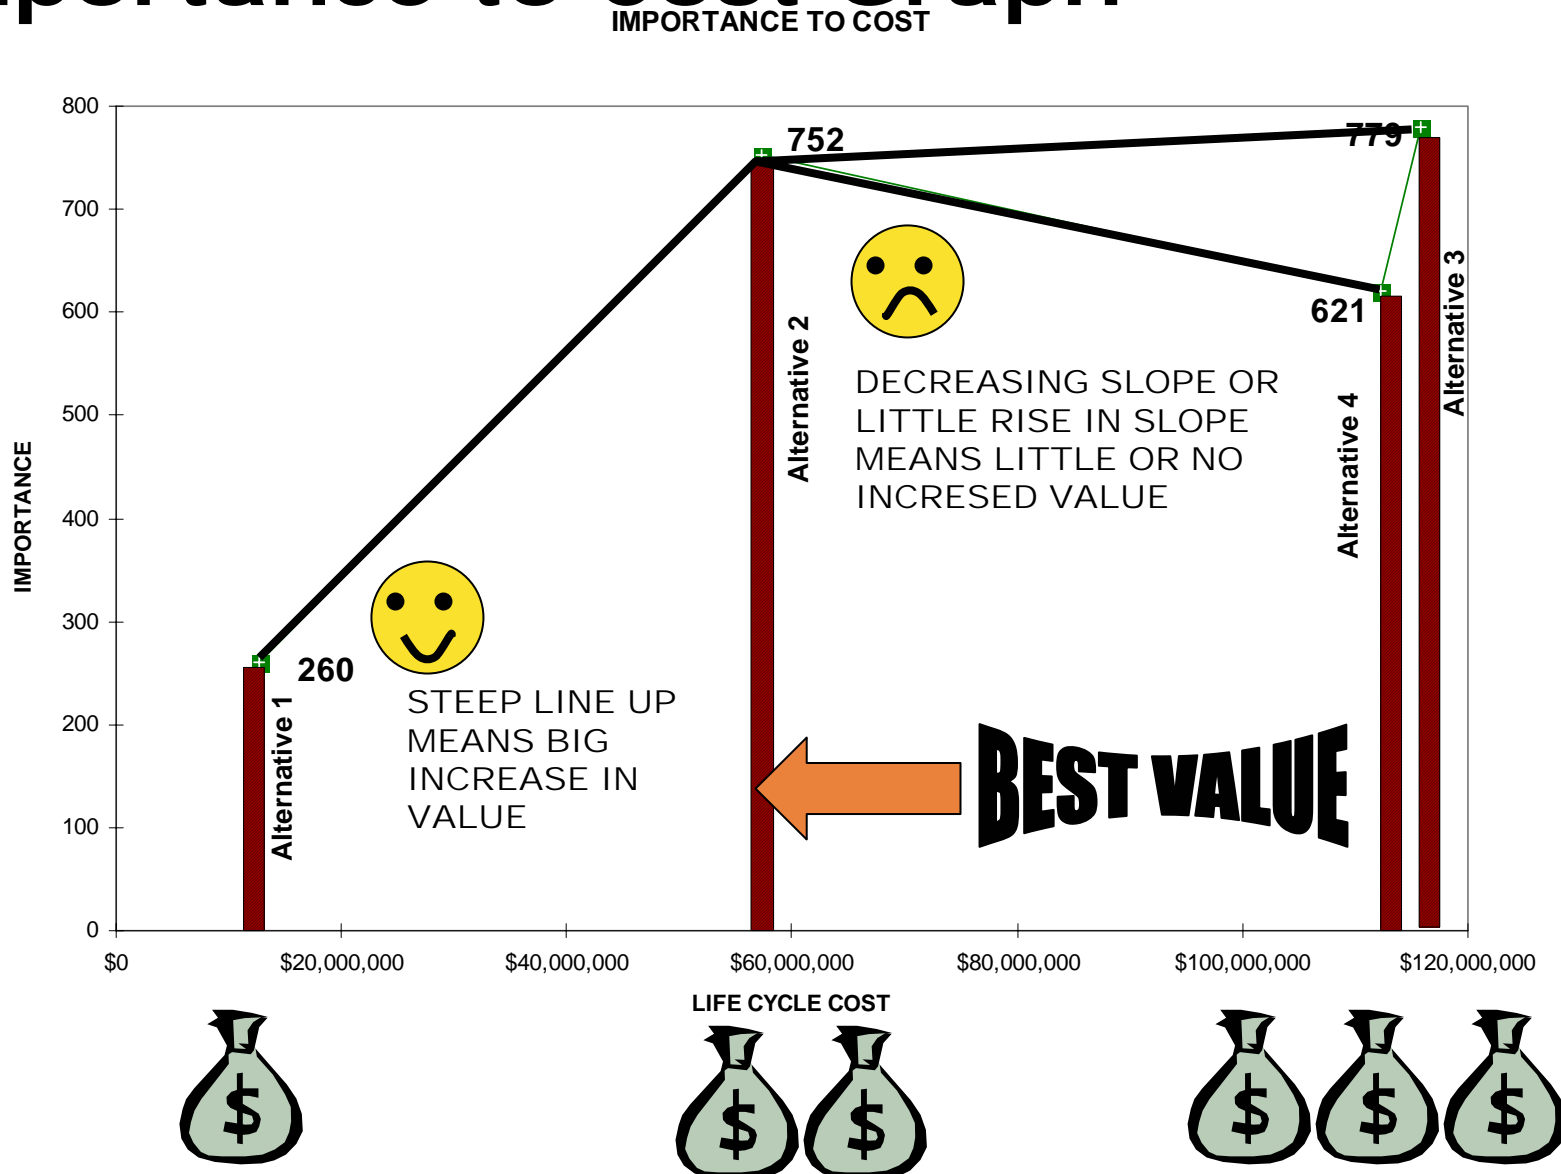 IMPORTANCE TO COST
800
700
600
500
400
300
200
100
0
IMPORTANCE
752
779
621
260
Alternative 1
Alternative 2
Alternative 4
Alternative 3
DECREASING SLOPE OR
LITTLE RISE IN SLOPE
MEANS LITTLE OR NO
INCRESED VALUE
STEEP LINE UP
MEANS BIG
INCREASE IN
VALUE
BEST VALUE
$0
$20,000,000
$40,000,000
$60,000,000
$80,000,000
$100,000,000
$120,000,000
LIFE CYCLE COST
$
$
$
$
$
$